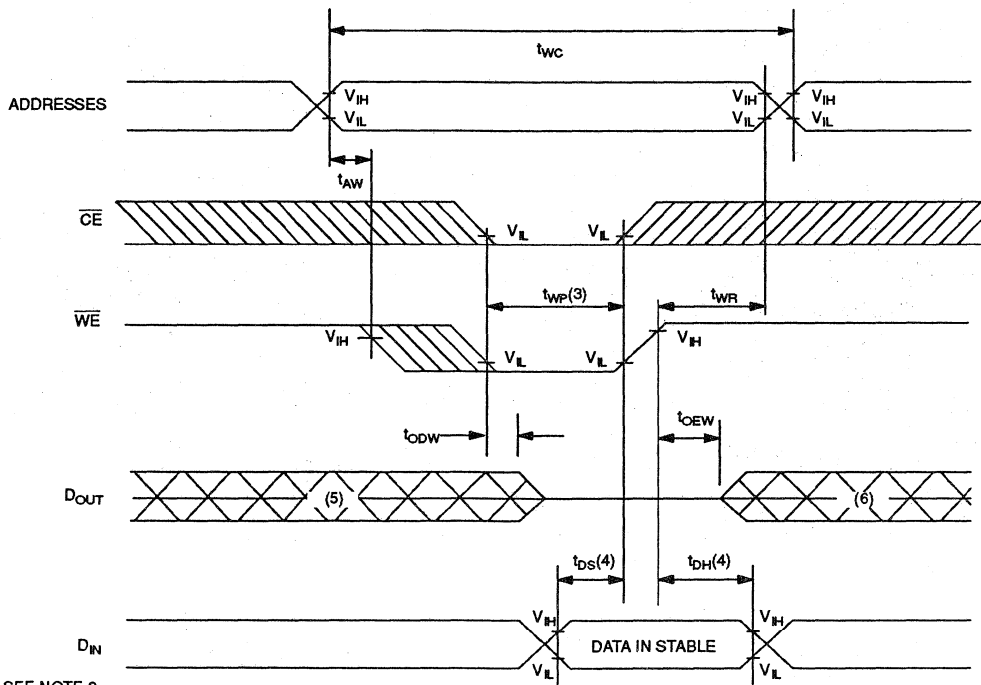 tWC
ADDRESSES
VIH
VIL
VIH
VIL
VIH
VIL
tAW
CE
VIL
VIL
tWP(3)
tWR
WE
VIH
VIL
VIL
VIH
tODW
tOEW
DOUT
(5)
(6)
tDS(4)
tDH(4)
DIN
VIH
VIL
DATA IN STABLE
VIH
VIL